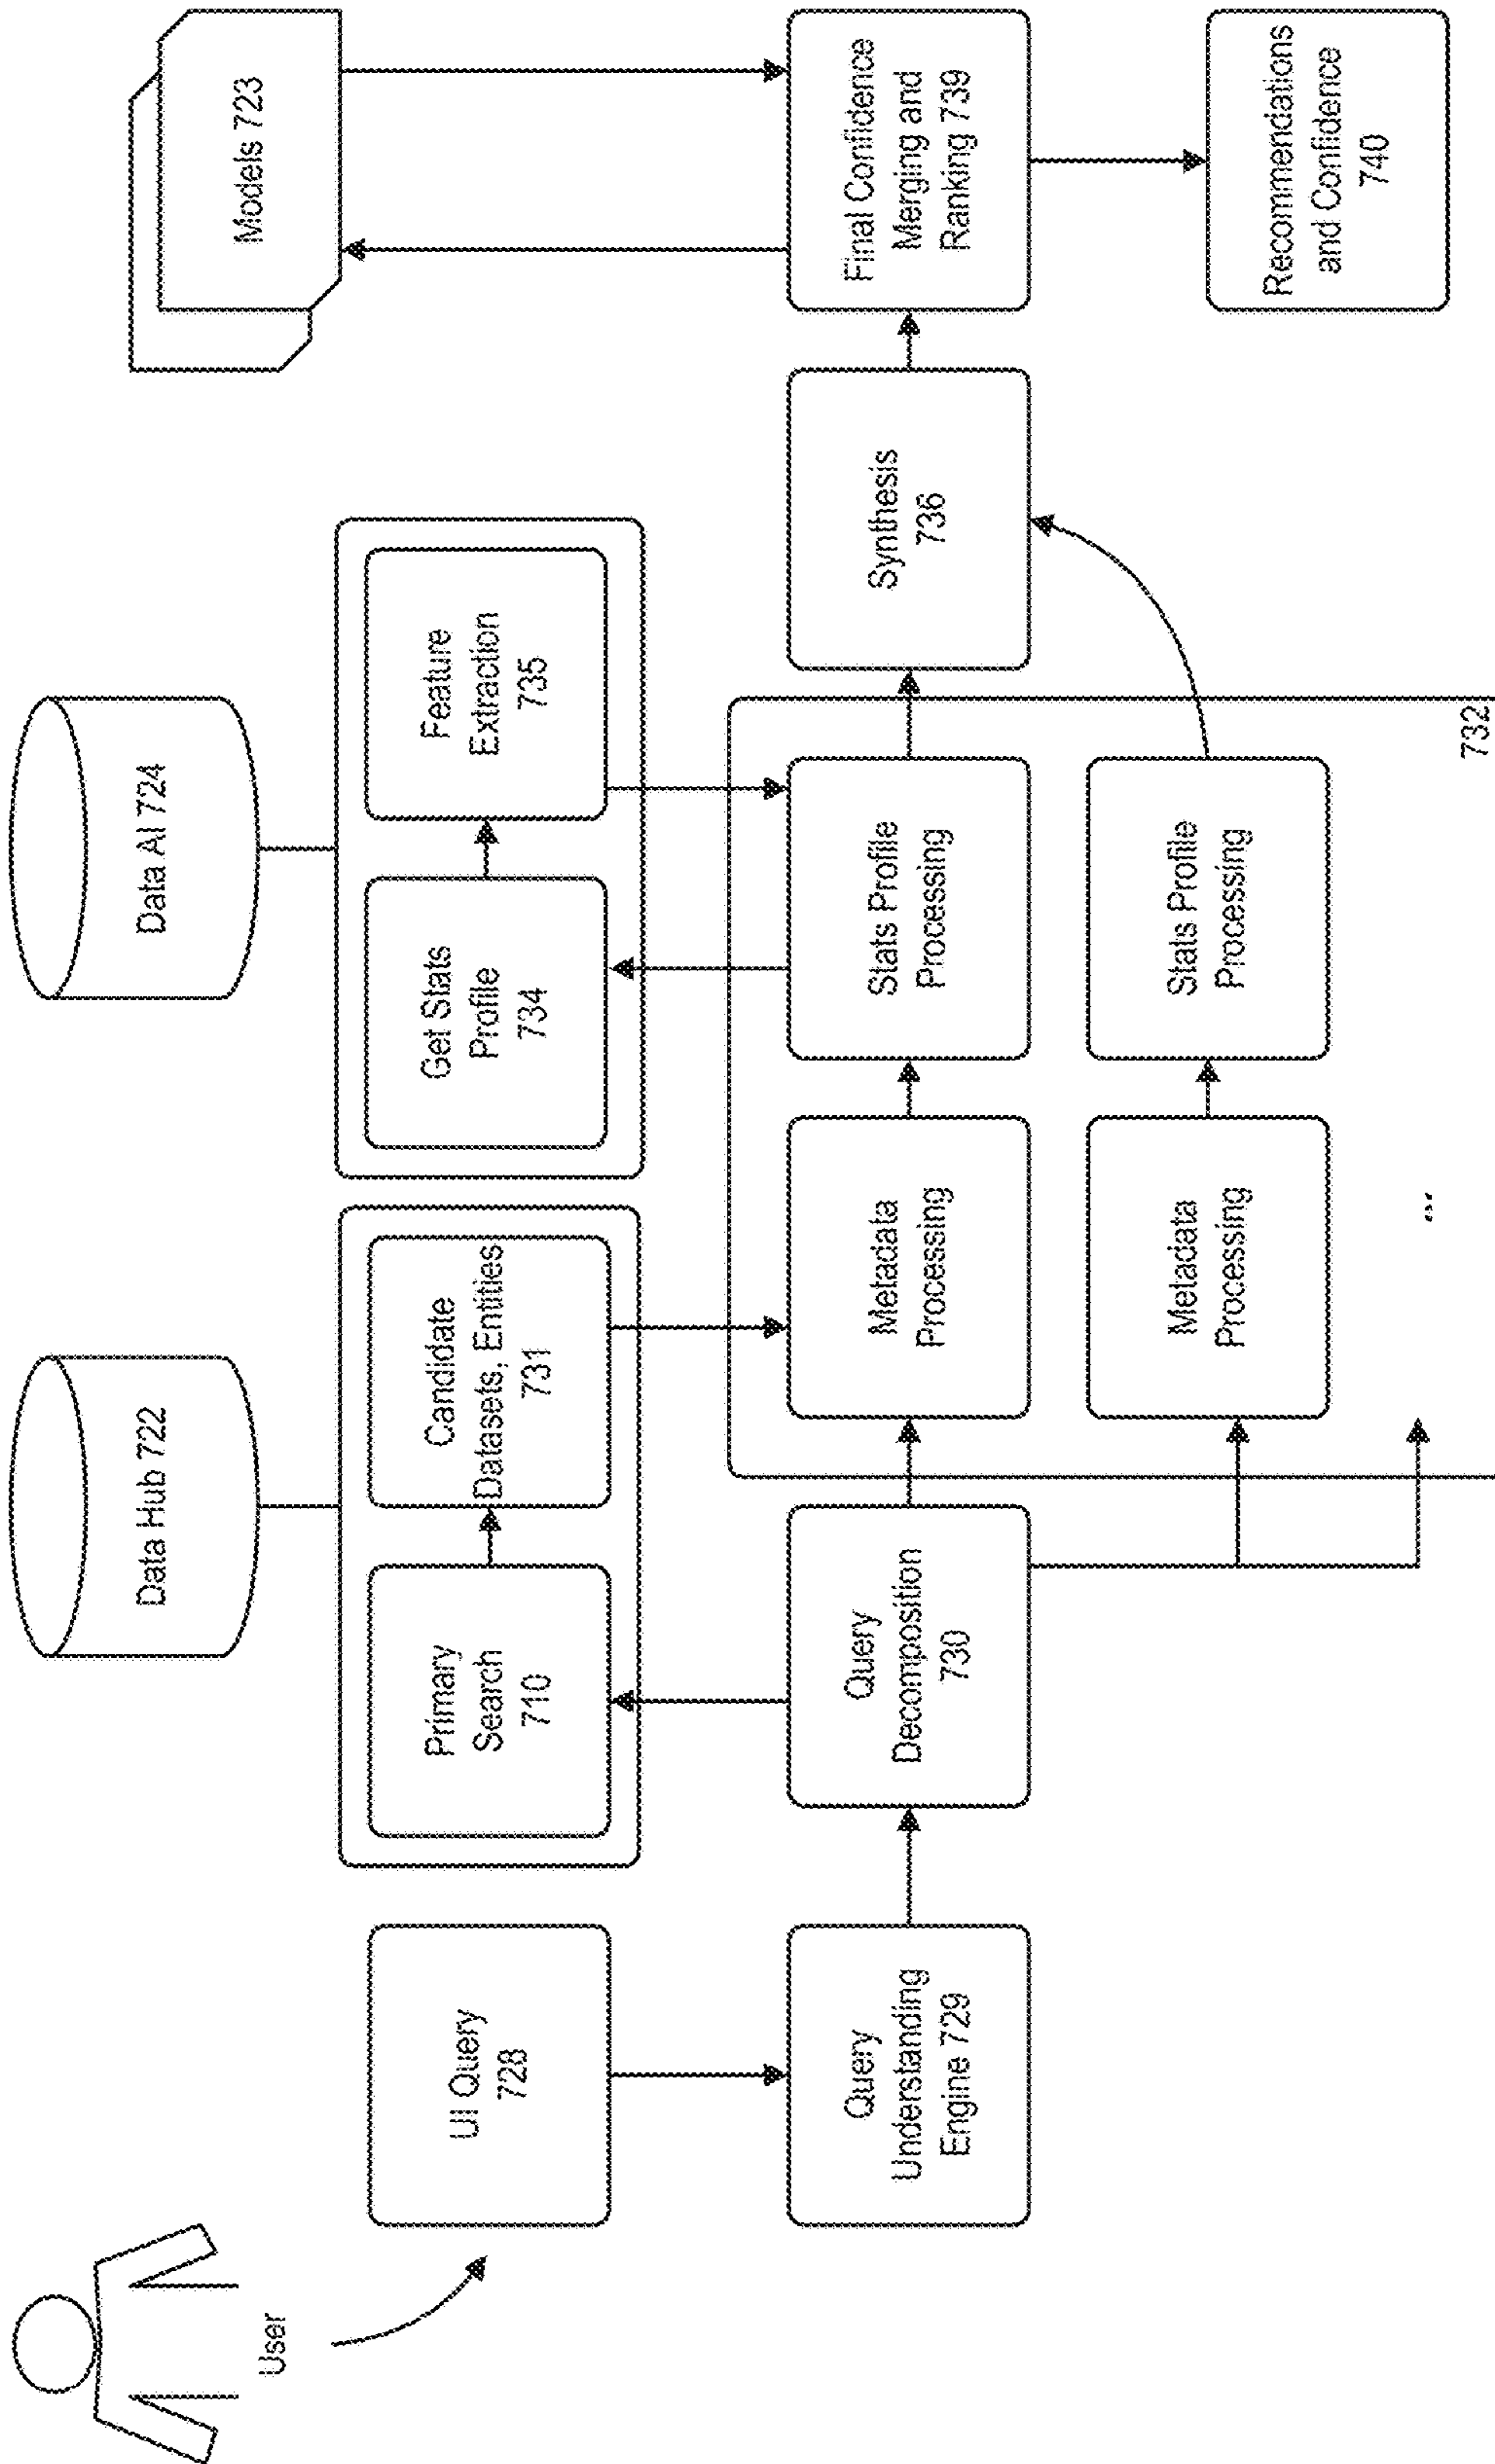 User
Data Hub 722
Data AI 724
Models 723
UI Query
728
Primary
Search
710
Candidate
Datasets, Entities
731
Get Stats
Profile
734
Feature
Extraction
735
Query
Understanding
Engine 729
Query
Decomposition
730
Metadata
Processing
Stats Profile
Processing
Synthesis
736
Final Confidence
Merging and
Ranking 739
Metadata
Processing
Stats Profile
Processing
Recommendations
and Confidence
740
...
732